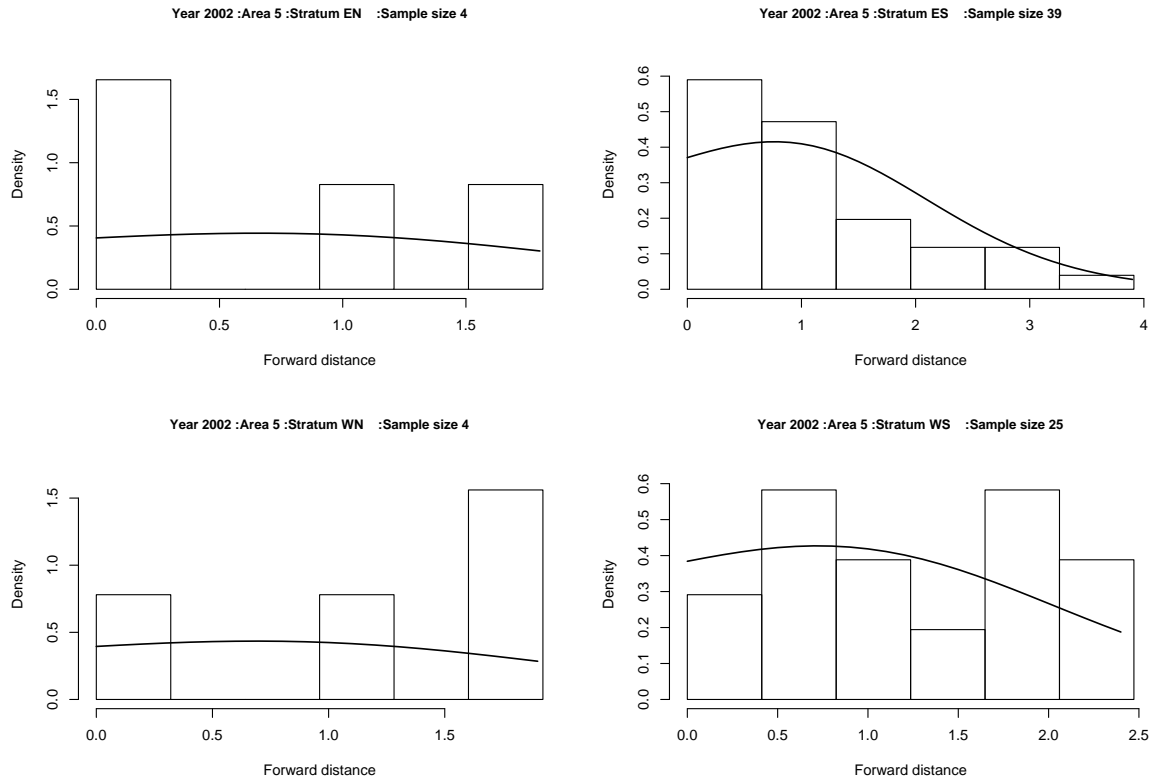 Year 2002 :Area 5 :Stratum EN :Sample size 4
Density
0.0 0.5 1.0 1.5
0.0 0.5 1.0 1.5
Forward distance
Year 2002 :Area 5 :Stratum ES :Sample size 39
Density
0.0 0.1 0.2 0.3 0.4 0.5 0.6
0 1 2 3 4
Forward distance
Year 2002 :Area 5 :Stratum WN :Sample size 4
Density
0.0 0.5 1.0 1.5
0.0 0.5 1.0 1.5
Forward distance
Year 2002 :Area 5 :Stratum WS :Sample size 25
Density
0.0 0.1 0.2 0.3 0.4 0.5 0.6
0.0 0.5 1.0 1.5 2.0 2.5
Forward distance